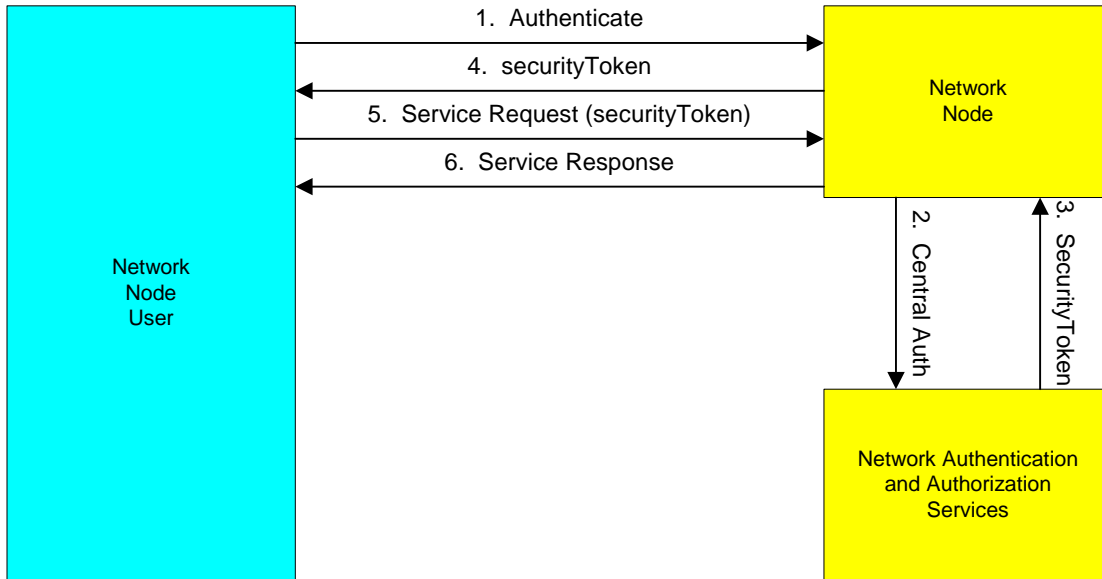 1. Authenticate
4. securityToken
5. Service Request (securityToken)
6. Service Response
Network
Node
User
Network
Node
2. Central Auth
3. SecurityToken
Network Authentication
and Authorization
Services